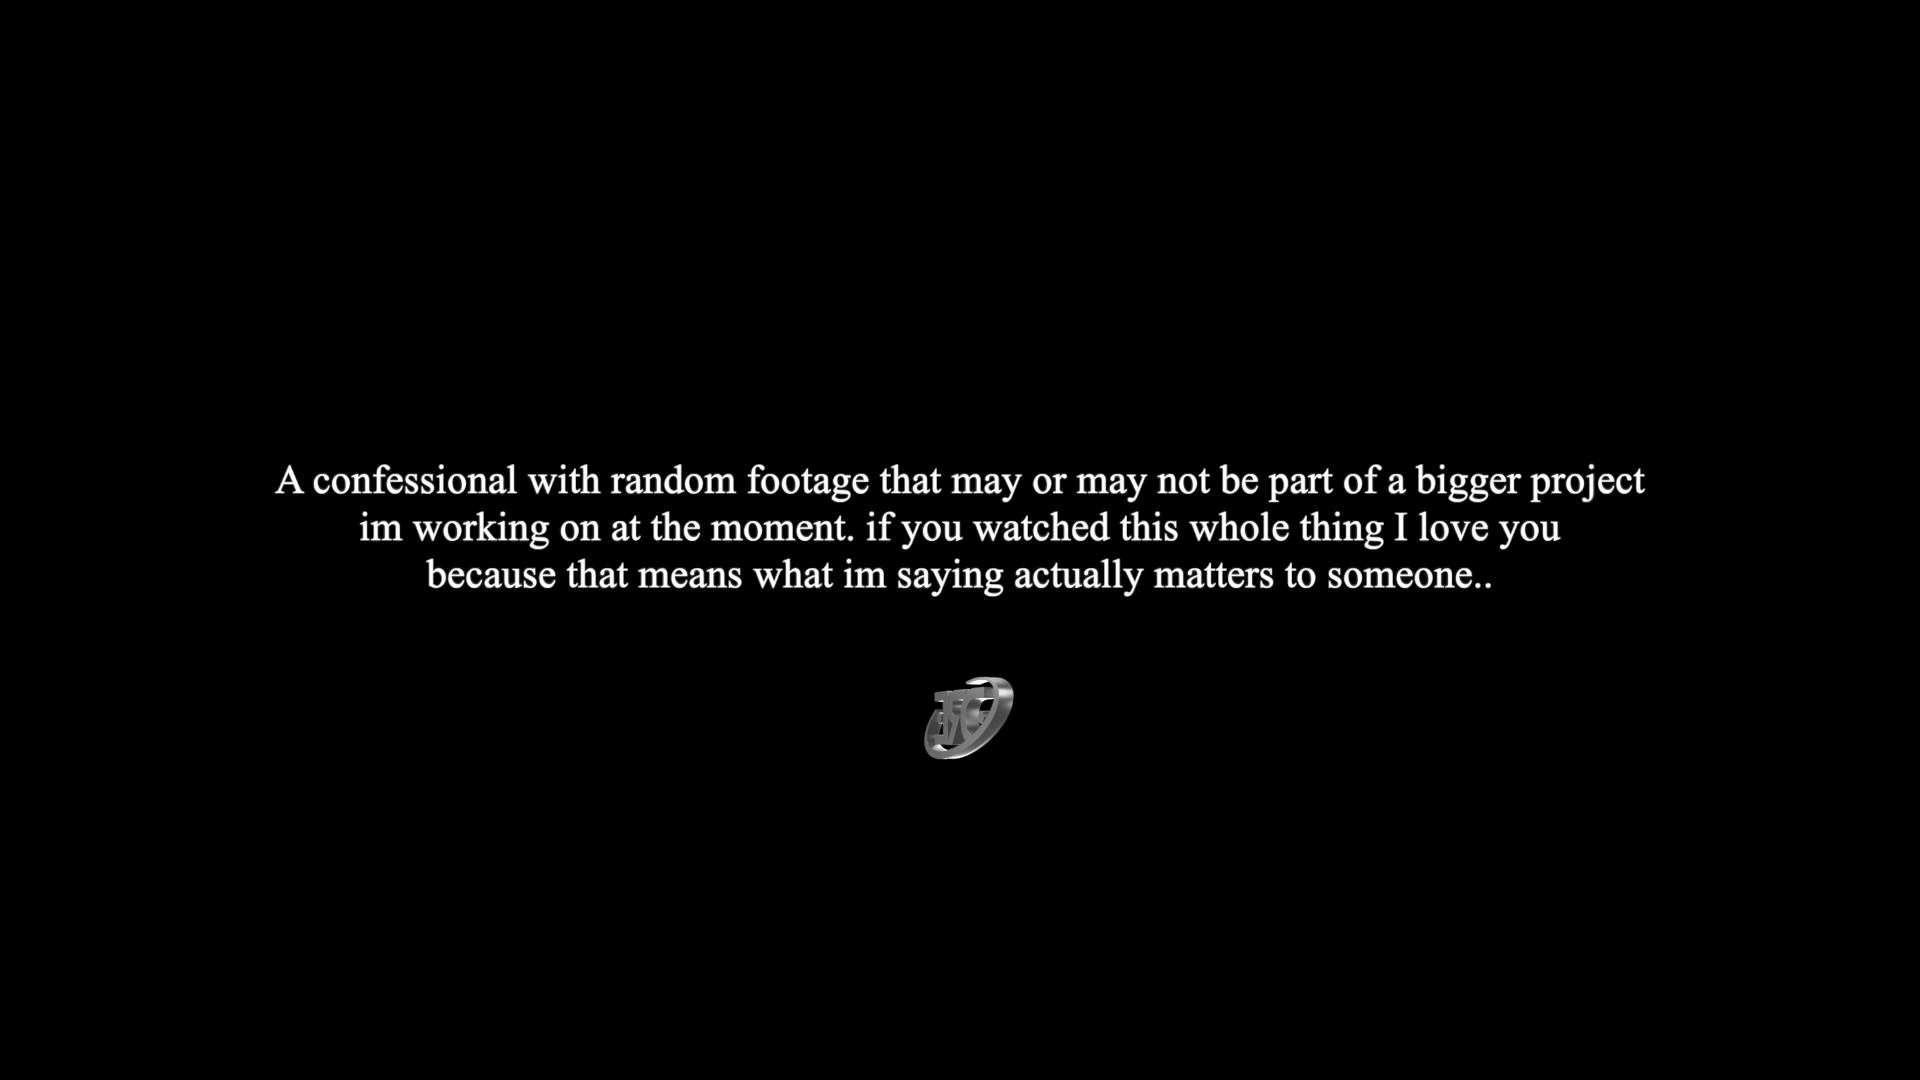 A confessional with random footage that may or may not be part of a bigger project
im working on at the moment. if you watched this whole thing I love you
because that means what im saying actually matters to someone..